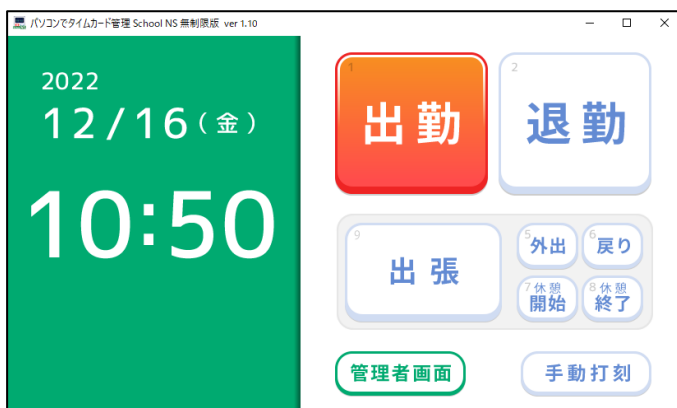 パソコンでタイムカード管理 School NS 無制限版 ver 1.10
2022
12/16(金)
10:50
1
出勤
2
退勤
9
出張
5
外出
6
戻り
7 休憩
開始
8 休憩
終了
管理者画面
手動打刻